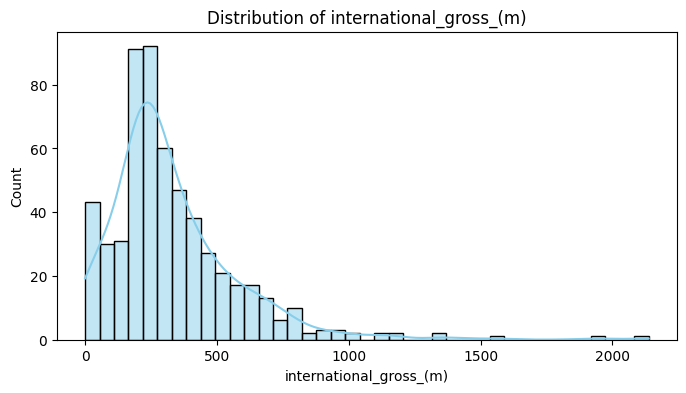 Distribution of international_gross_(m)
Count
80
60
40
20
0
0 500 1000 1500 2000
international_gross_(m)